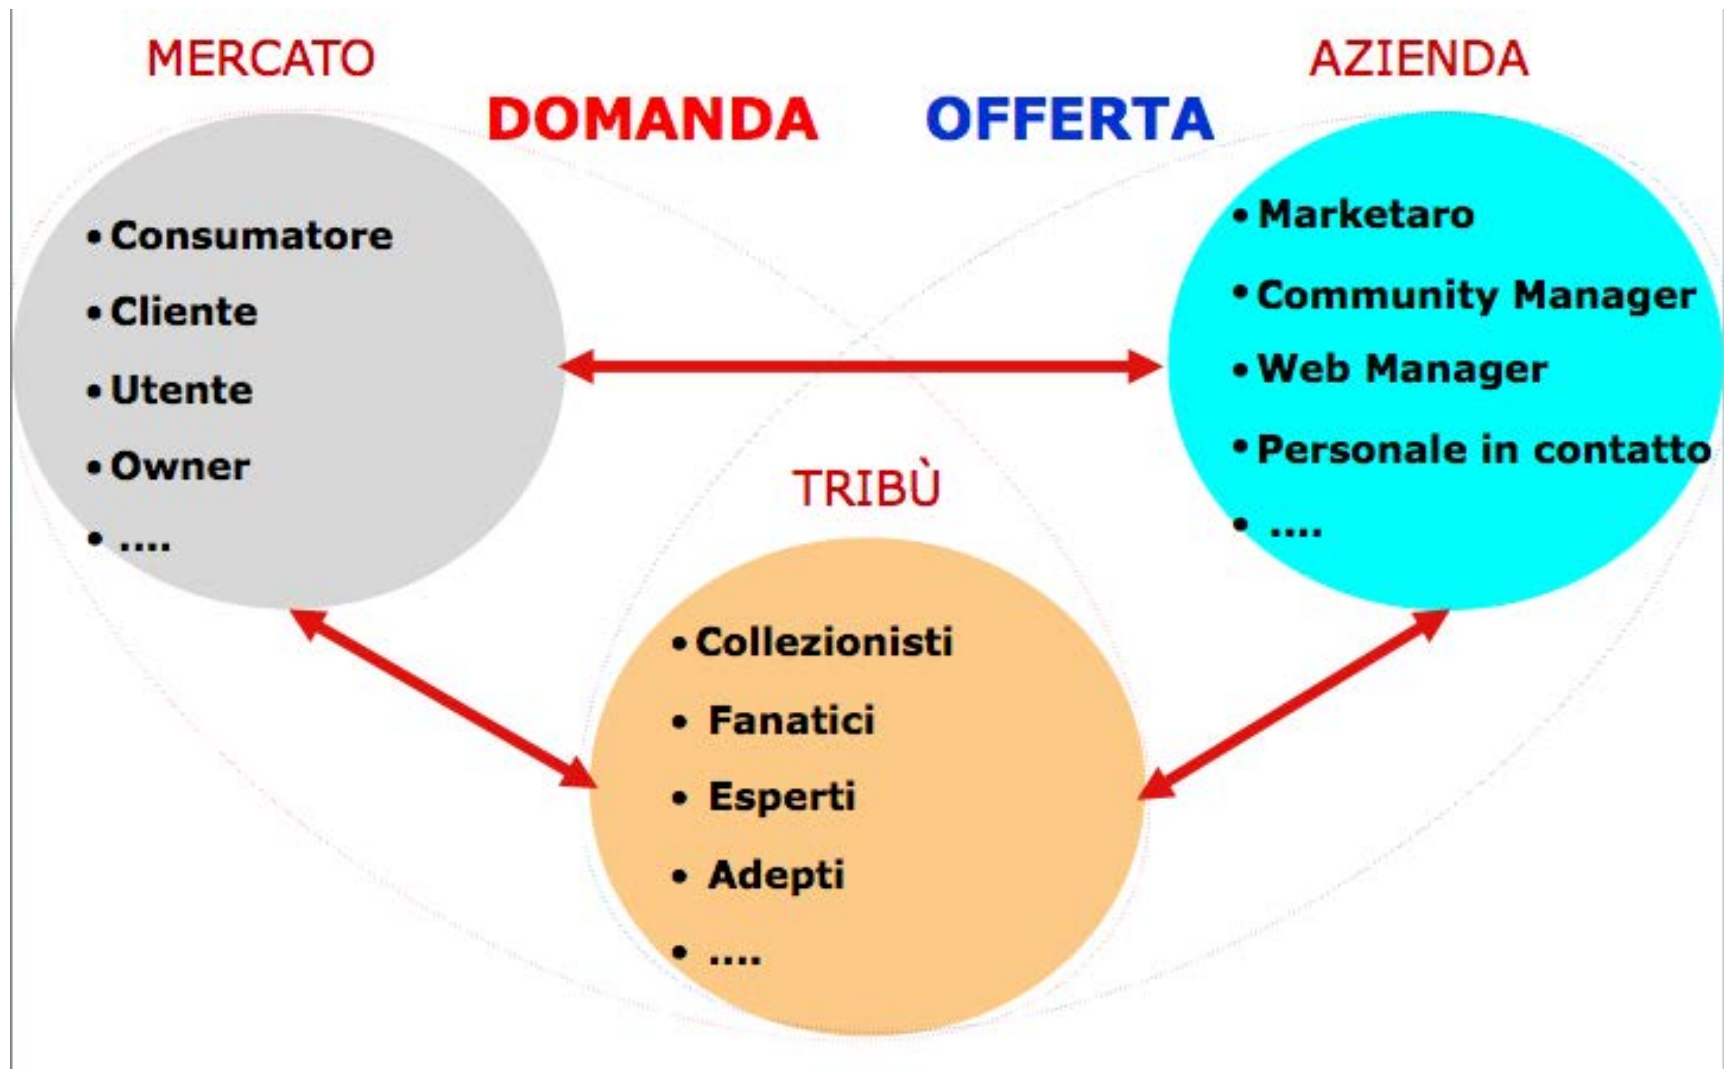 MERCATO
AZIENDA
DOMANDA
OFFERTA
• Consumatore
• Cliente
• Utente
• Owner
• ....
• Marketaro
• Community Manager
• Web Manager
• Personale in contatto
• ....
TRIBÙ
• Collezionisti
• Fanatici
• Esperti
• Adepti
• ....